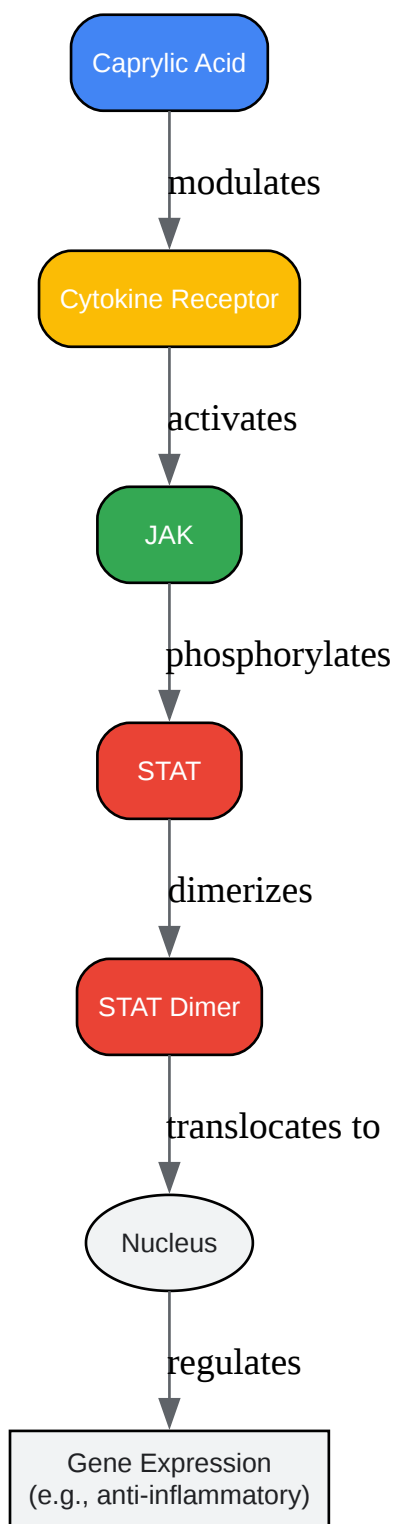 Caprylic Acid
modulates
Cytokine Receptor
activates
JAK
phosphorylates
STAT
dimerizes
STAT Dimer
translocates to
Nucleus
regulates
Gene Expression
(e.g., anti-inflammatory)